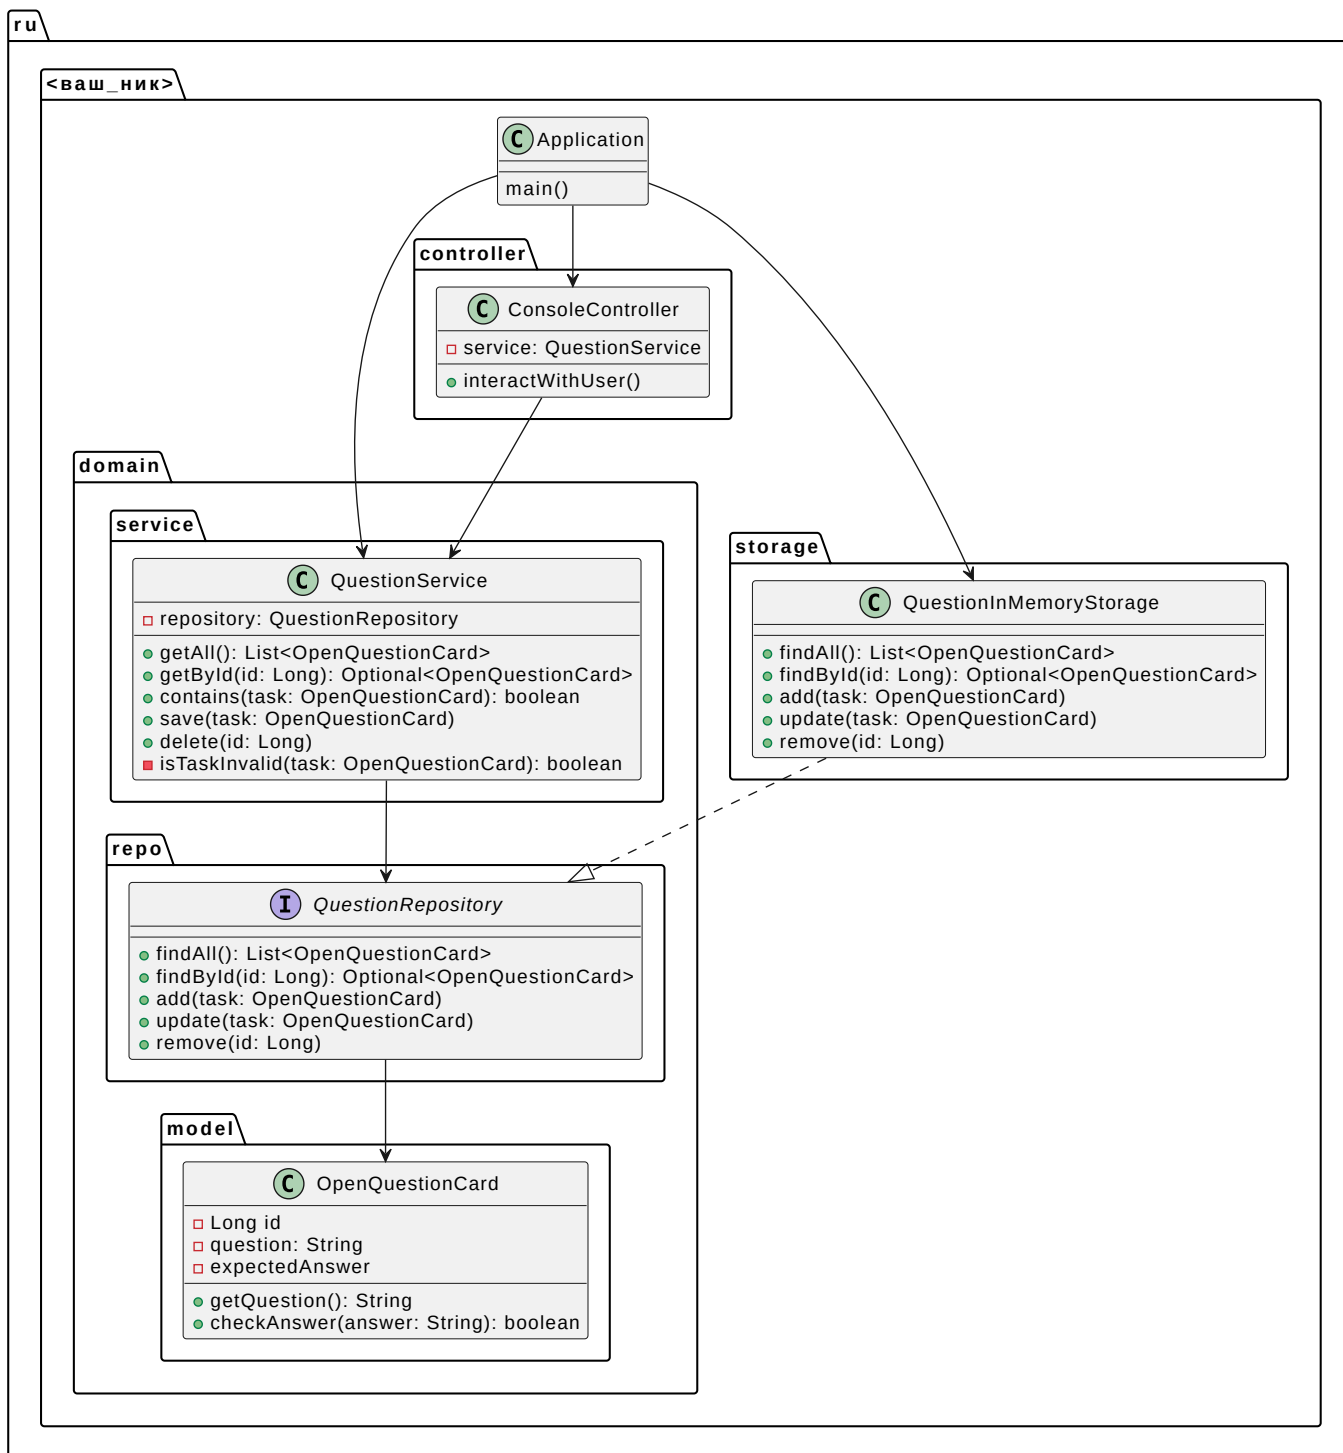 ru
<ваш_ник>
C Application
main()
controller
C ConsoleController
service: QuestionService
interactWithUser()
domain
service
C QuestionService
repository: QuestionRepository
getAll(): List<OpenQuestionCard>
getById(id: Long): Optional<OpenQuestionCard>
contains(task: OpenQuestionCard): boolean
save(task: OpenQuestionCard)
delete(id: Long)
isTaskInvalid(task: OpenQuestionCard): boolean
storage
C QuestionInMemoryStorage
findAll(): List<OpenQuestionCard>
findById(id: Long): Optional<OpenQuestionCard>
add(task: OpenQuestionCard)
update(task: OpenQuestionCard)
remove(id: Long)
repo
I QuestionRepository
findAll(): List<OpenQuestionCard>
findById(id: Long): Optional<OpenQuestionCard>
add(task: OpenQuestionCard)
update(task: OpenQuestionCard)
remove(id: Long)
model
C OpenQuestionCard
Long id
question: String
expectedAnswer
getQuestion(): String
checkAnswer(answer: String): boolean